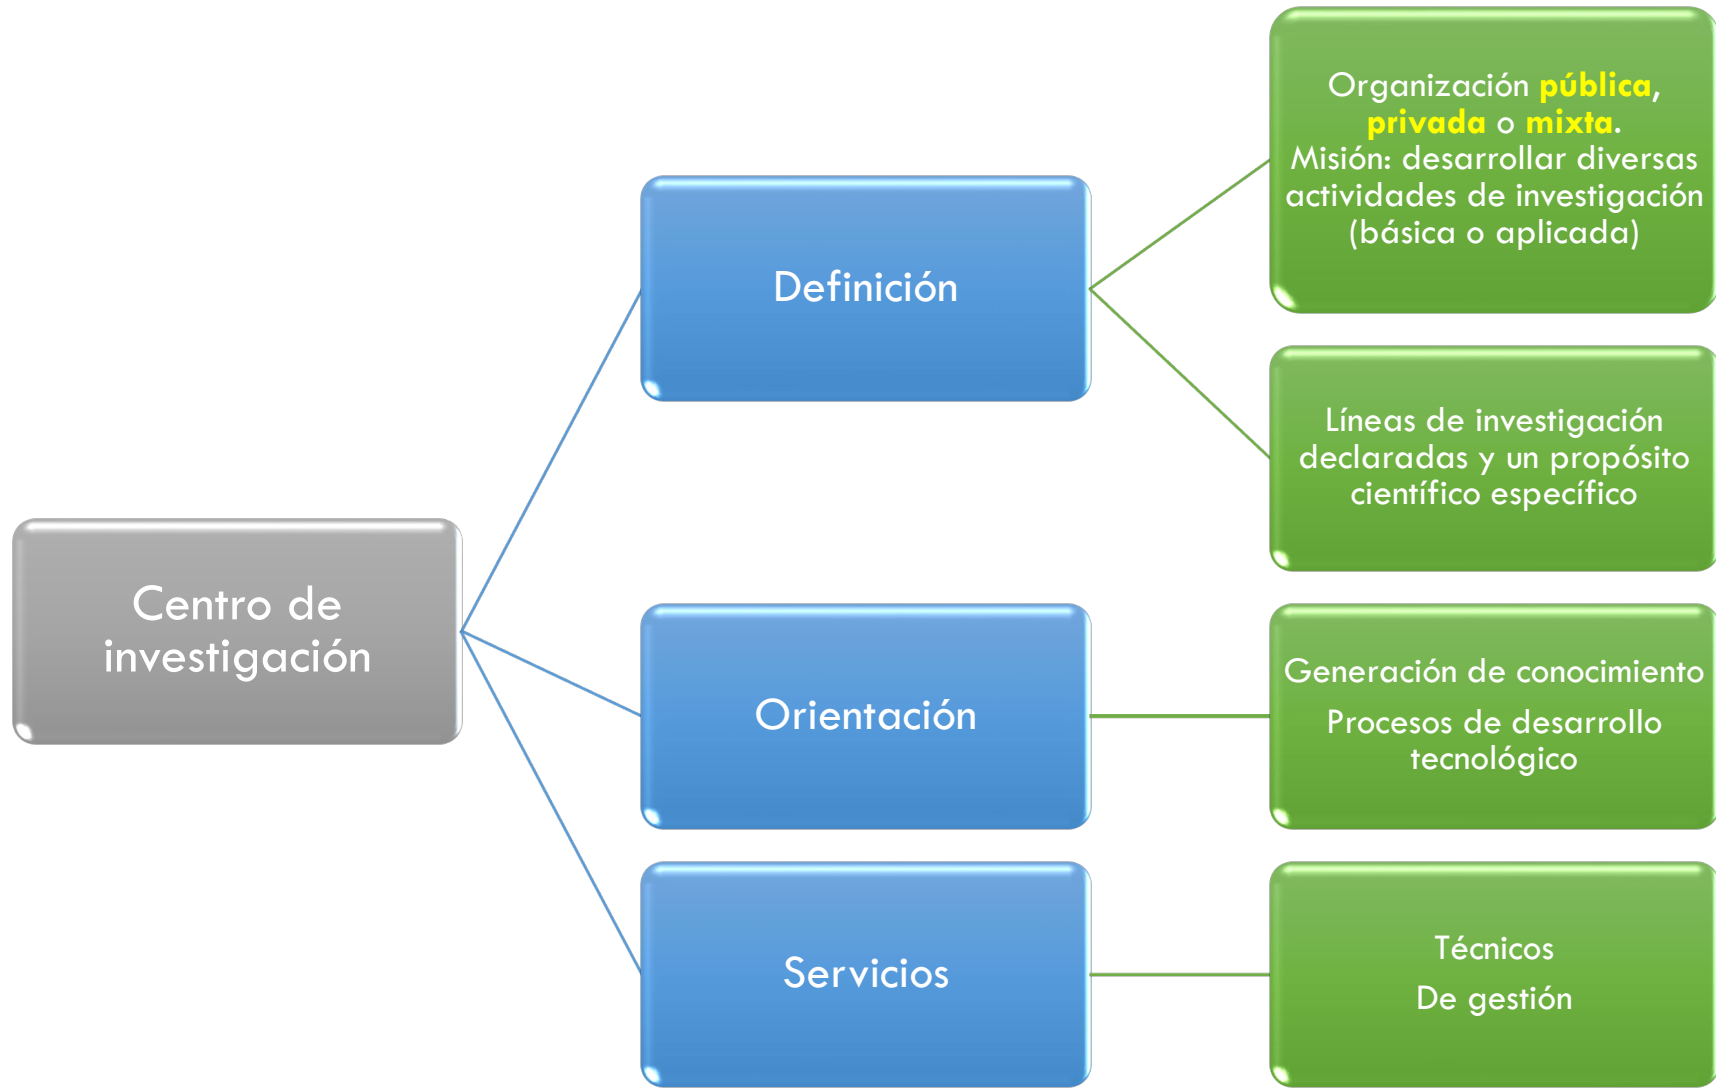 Centro de
investigación
Definición
Organización pública,
privada o mixta.
Misión: desarrollar diversas
actividades de investigación
(básica o aplicada)
Líneas de investigación
declaradas y un propósito
científico específico
Orientación
Generación de conocimiento
Procesos de desarrollo
tecnológico
Servicios
Técnicos
De gestión